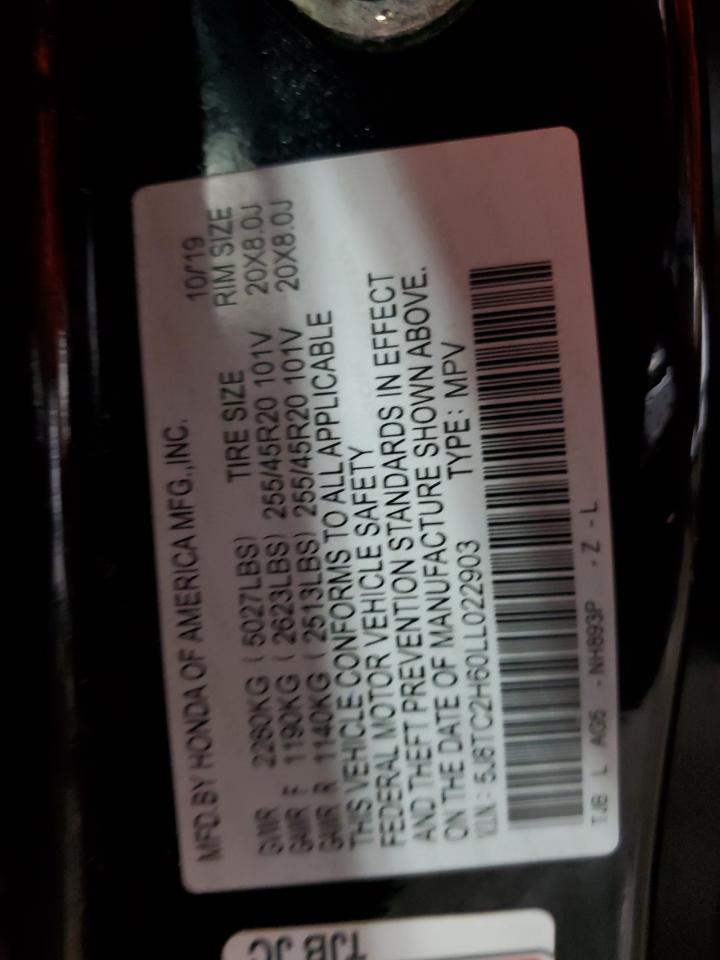 MFD. BY HONDA OF AMERICA MFG.,INC. 10/19
GVWR 2280KG ( 5027LBS) TIRE SIZE RIM SIZE
GAWR F 1190KG ( 2623LBS) 255/45R20 101V 20X8.0J
GAWR R 1140KG ( 2513LBS) 255/45R20 101V 20X8.0J
THIS VEHICLE CONFORMS TO ALL APPLICABLE
FEDERAL MOTOR VEHICLE SAFETY
AND THEFT PREVENTION STANDARDS IN EFFECT
ON THE DATE OF MANUFACTURE SHOWN ABOVE.
V.I.N.: 5J8TC2H60LL022903 TYPE: MPV
TJB L AG6 - NH893P - Z - L
TJB JC